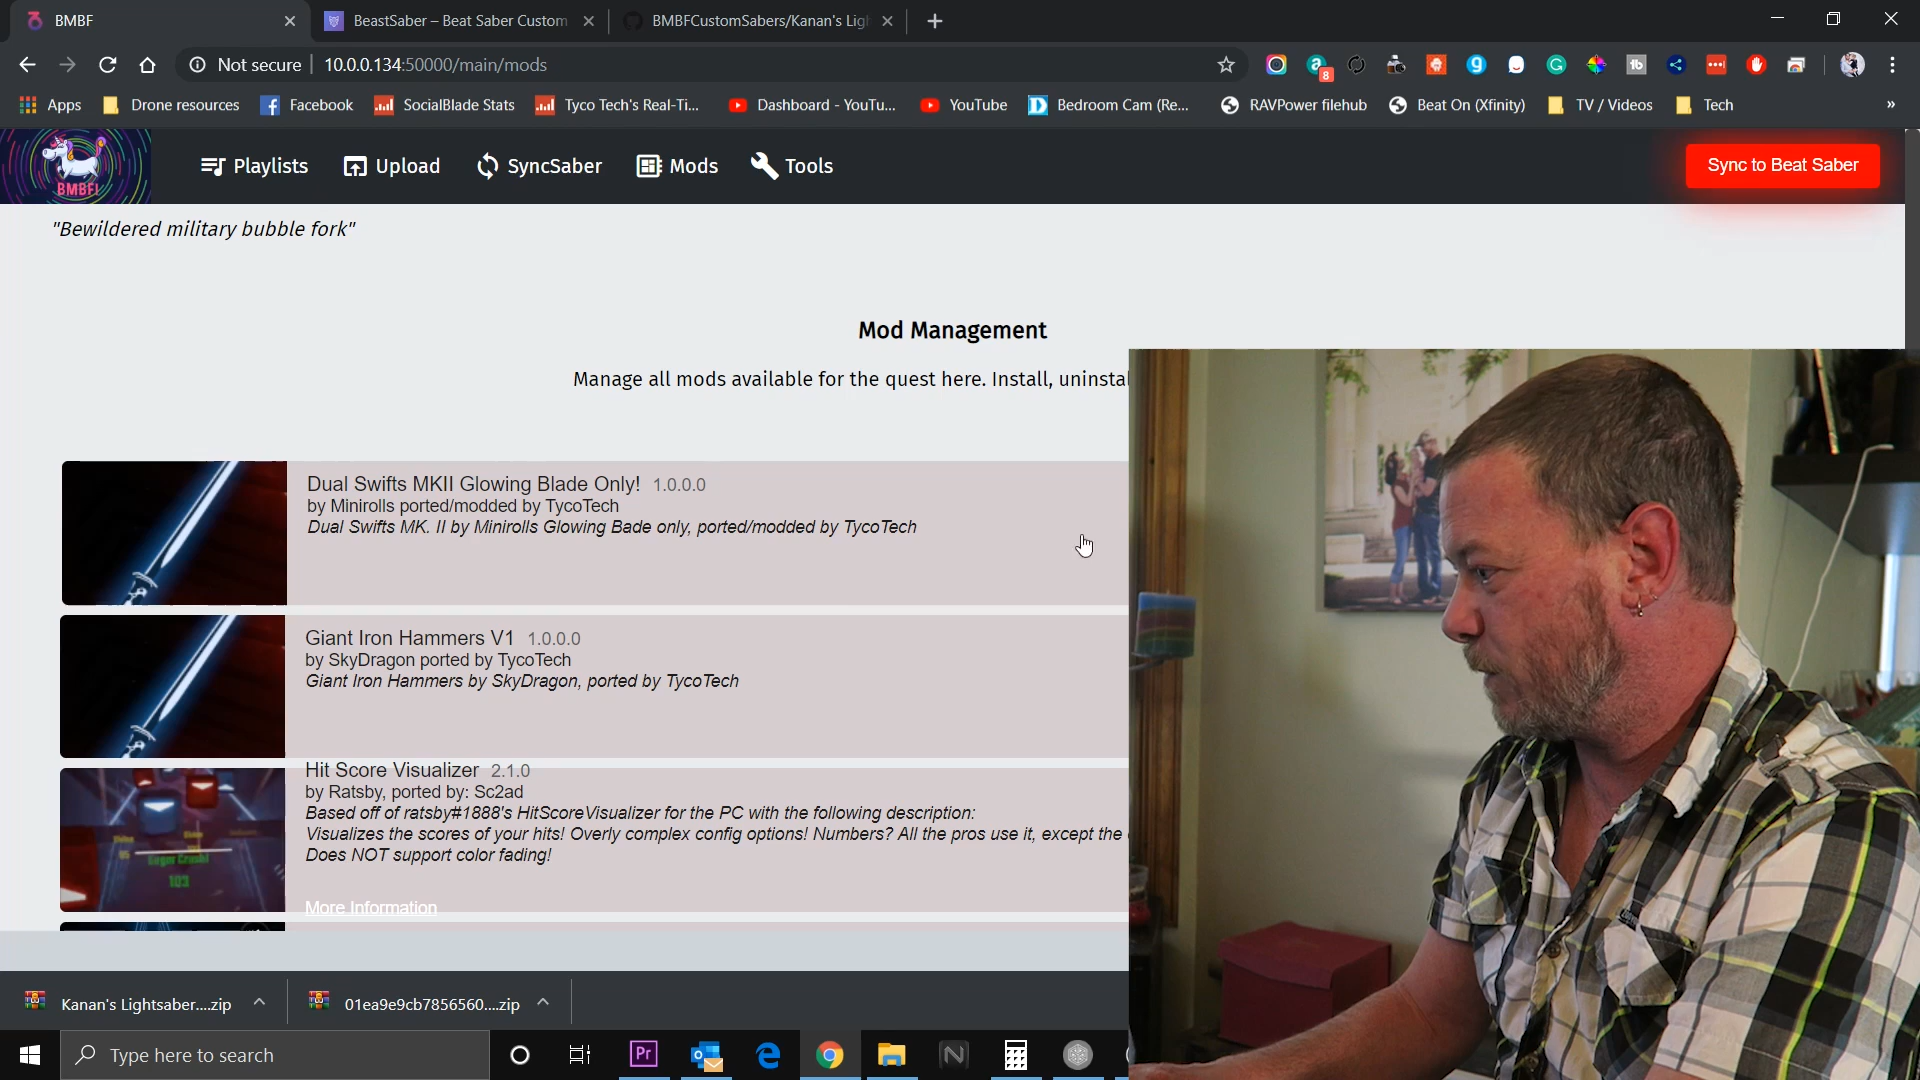 BMBF
BeastSaber – Beat Saber Custom
BMBFCustomSabers/Kanan's Ligh
Not secure
10.0.0.134:50000/main/mods
8
Apps
Drone resources
Facebook
SocialBlade Stats
Tyco Tech's Real-Ti...
Dashboard - YouTu...
YouTube
Bedroom Cam (Re...
RAVPower filehub
Beat On (Xfinity)
TV / Videos
Tech
»
BMBF!
Playlists
Upload
SyncSaber
Mods
Tools
Sync to Beat Saber
"Bewildered military bubble fork"
Mod Management
Manage all mods available for the quest here. Install, uninstal
Dual Swifts MKII Glowing Blade Only! 1.0.0.0
by Minirolls ported/modded by TycoTech
Dual Swifts MK. II by Minirolls Glowing Bade only, ported/modded by TycoTech
Giant Iron Hammers V1 1.0.0.0
by SkyDragon ported by TycoTech
Giant Iron Hammers by SkyDragon, ported by TycoTech
Hit Score Visualizer 2.1.0
by Ratsby, ported by: Sc2ad
Based off of ratsby#1888's HitScoreVisualizer for the PC with the following description:
Visualizes the scores of your hits! Overly complex config options! Numbers? All the pros use it, except the
Does NOT support color fading!
103
More Information
Kanan's Lightsaber....zip
01ea9e9cb7856560....zip
Type here to search
Pr